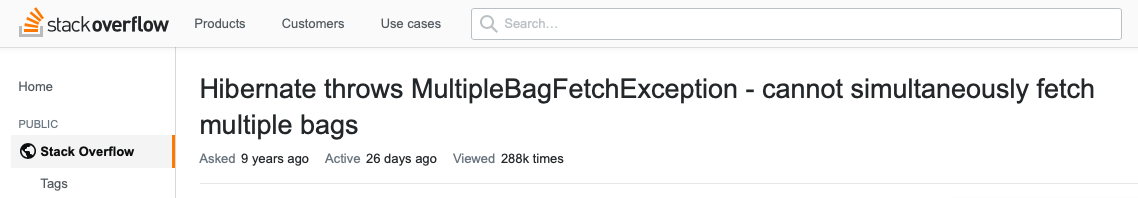 stackoverflow Products Customers Use cases Search...
Home
PUBLIC
Stack Overflow
Tags
Hibernate throws MultipleBagFetchException - cannot simultaneously fetch
multiple bags
Asked 9 years ago Active 26 days ago Viewed 288k times